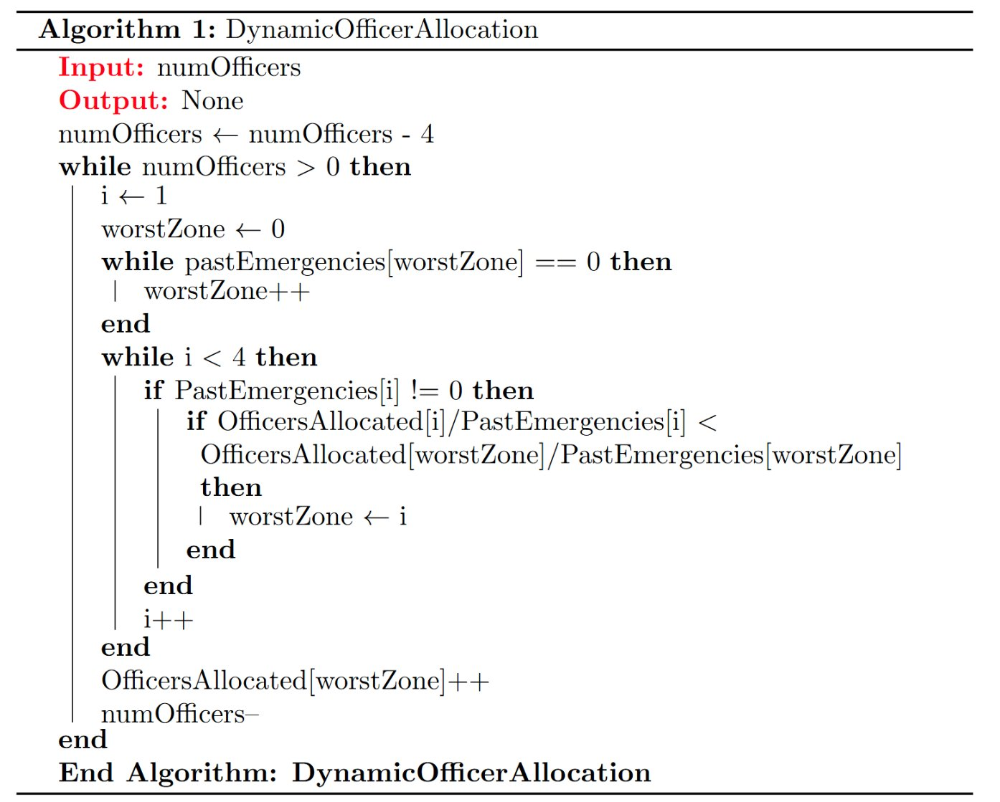 Algorithm 1: DynamicOfficerAllocation
Input: numOfficers
Output: None
numOfficers ← numOfficers - 4
while numOfficers > 0 then
i ← 1
worstZone ← 0
while pastEmergencies[worstZone] == 0 then
worstZone++
end
while i < 4 then
if PastEmergencies[i] != 0 then
if OfficersAllocated[i]/PastEmergencies[i] <
OfficersAllocated[worstZone]/PastEmergencies[worstZone]
then
worstZone ← i
end
end
i++
end
OfficersAllocated[worstZone]++
numOfficers–
end
End Algorithm: DynamicOfficerAllocation